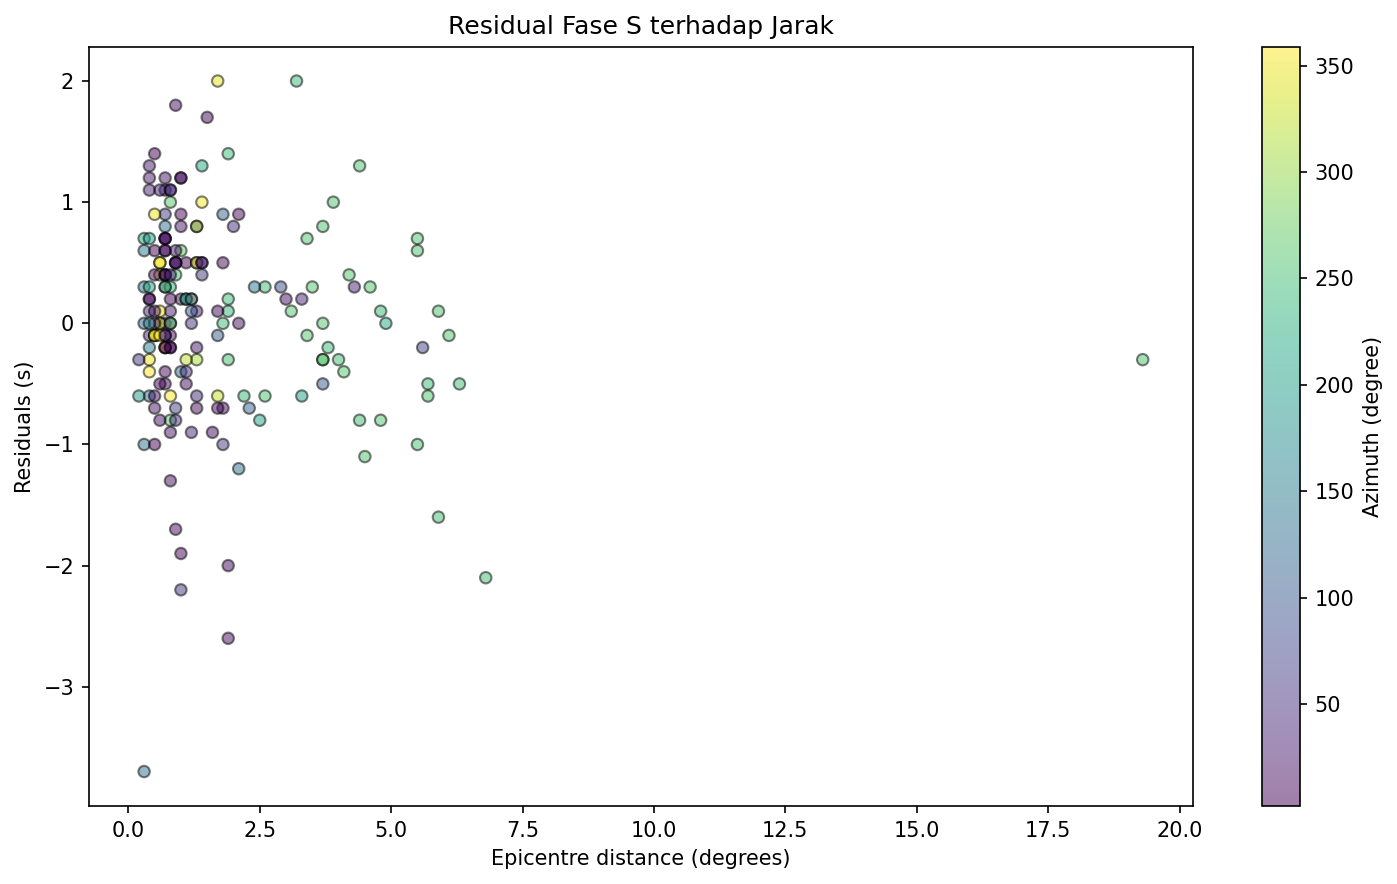 Residual Fase S terhadap Jarak
2
1
0
−1
−2
−3
Residuals (s)
0.0 2.5 5.0 7.5 10.0 12.5 15.0 17.5 20.0
Epicentre distance (degrees)
350
300
250
200
150
100
50
Azimuth (degree)